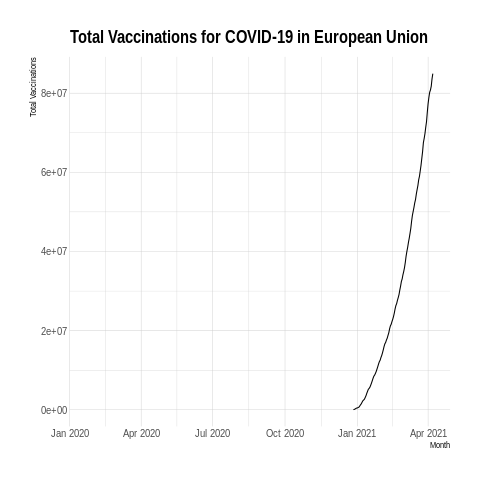 Total Vaccinations for COVID-19 in European Union
Total Vaccinations
8e+07
6e+07
4e+07
2e+07
0e+00
Jan 2020 Apr 2020 Jul 2020 Oct 2020 Jan 2021 Apr 2021
Month